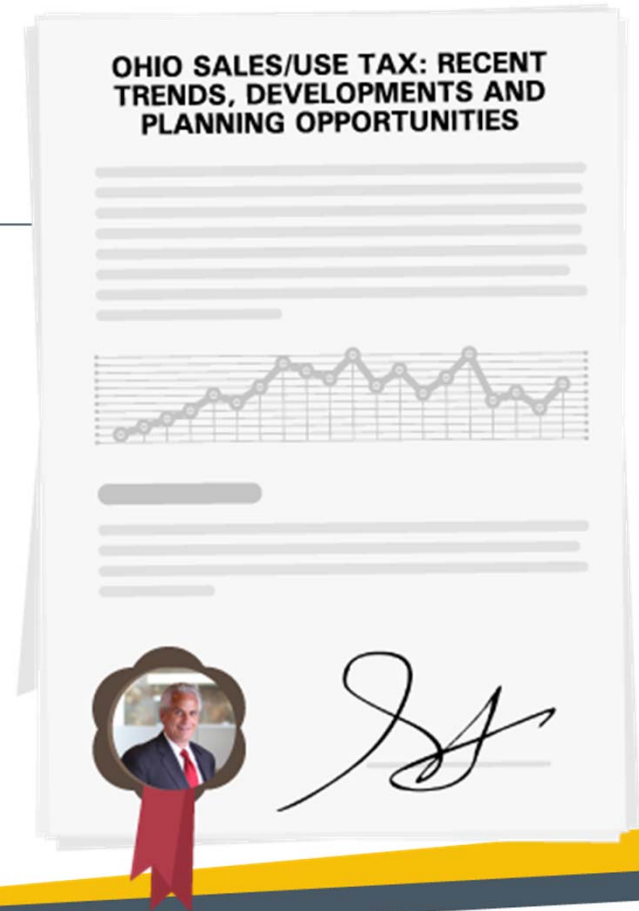 OHIO SALES/USE TAX: RECENT
TRENDS, DEVELOPMENTS AND
PLANNING OPPORTUNITIES